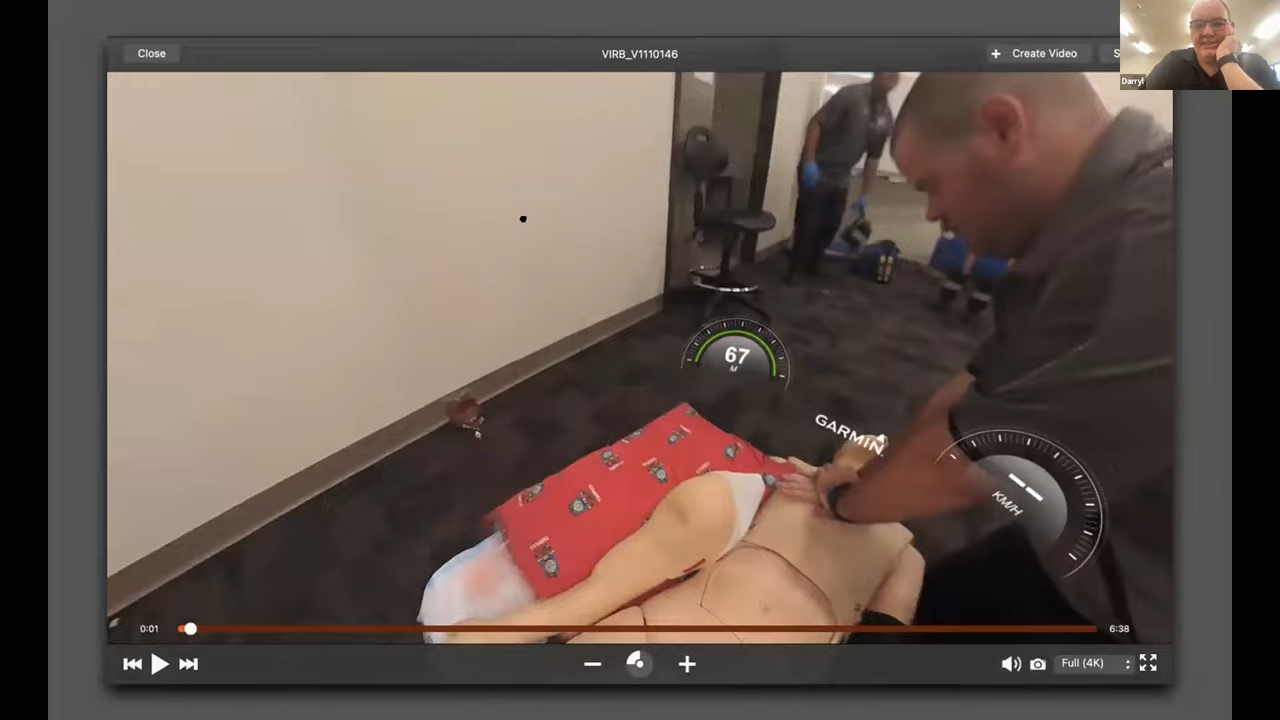 Close
VIRB_V1110146
+ Create Video
S
Darryl
67
M
GARMIN.
--
KM/H
0:01
6:38
Full (4K)